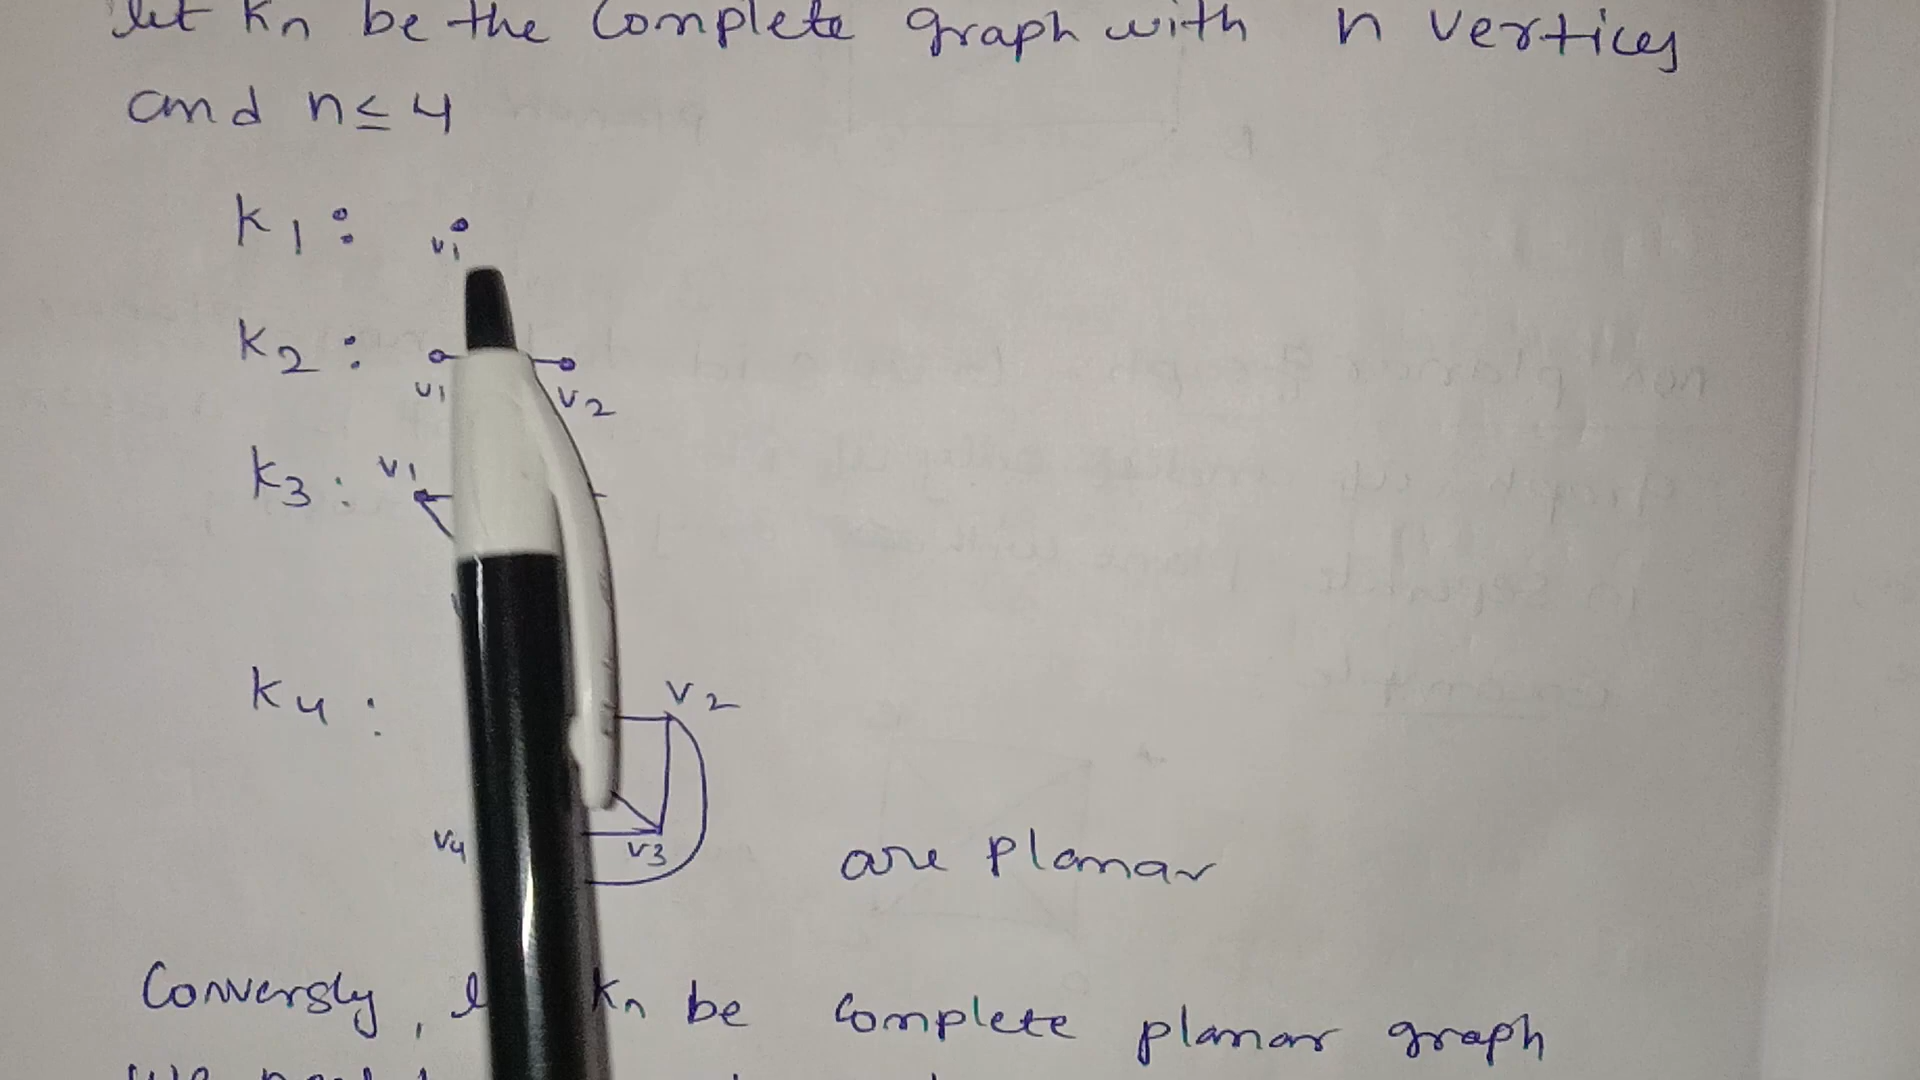 let Kn be the complete graph with n vertices
and n ≤ 4
K1 : v1
K2 : v1 v2
K3 : v1
K4 : v2
v4 v3 are planar
Conversly, Kn be complete planar graph